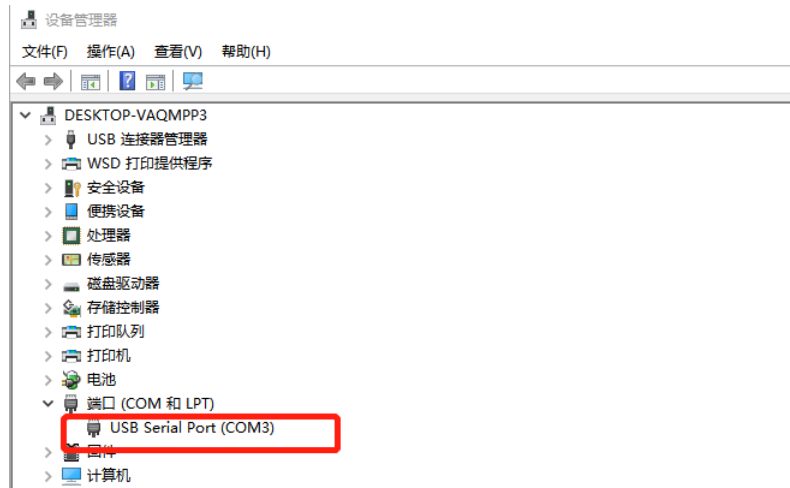 设备管理器
文件(F) 操作(A) 查看(V) 帮助(H)
DESKTOP-VAQMPP3
USB 连接器管理器
WSD 打印提供程序
安全设备
便携设备
处理器
传感器
磁盘驱动器
存储控制器
打印队列
打印机
电池
端口 (COM 和 LPT)
USB Serial Port (COM3)
固件
计算机